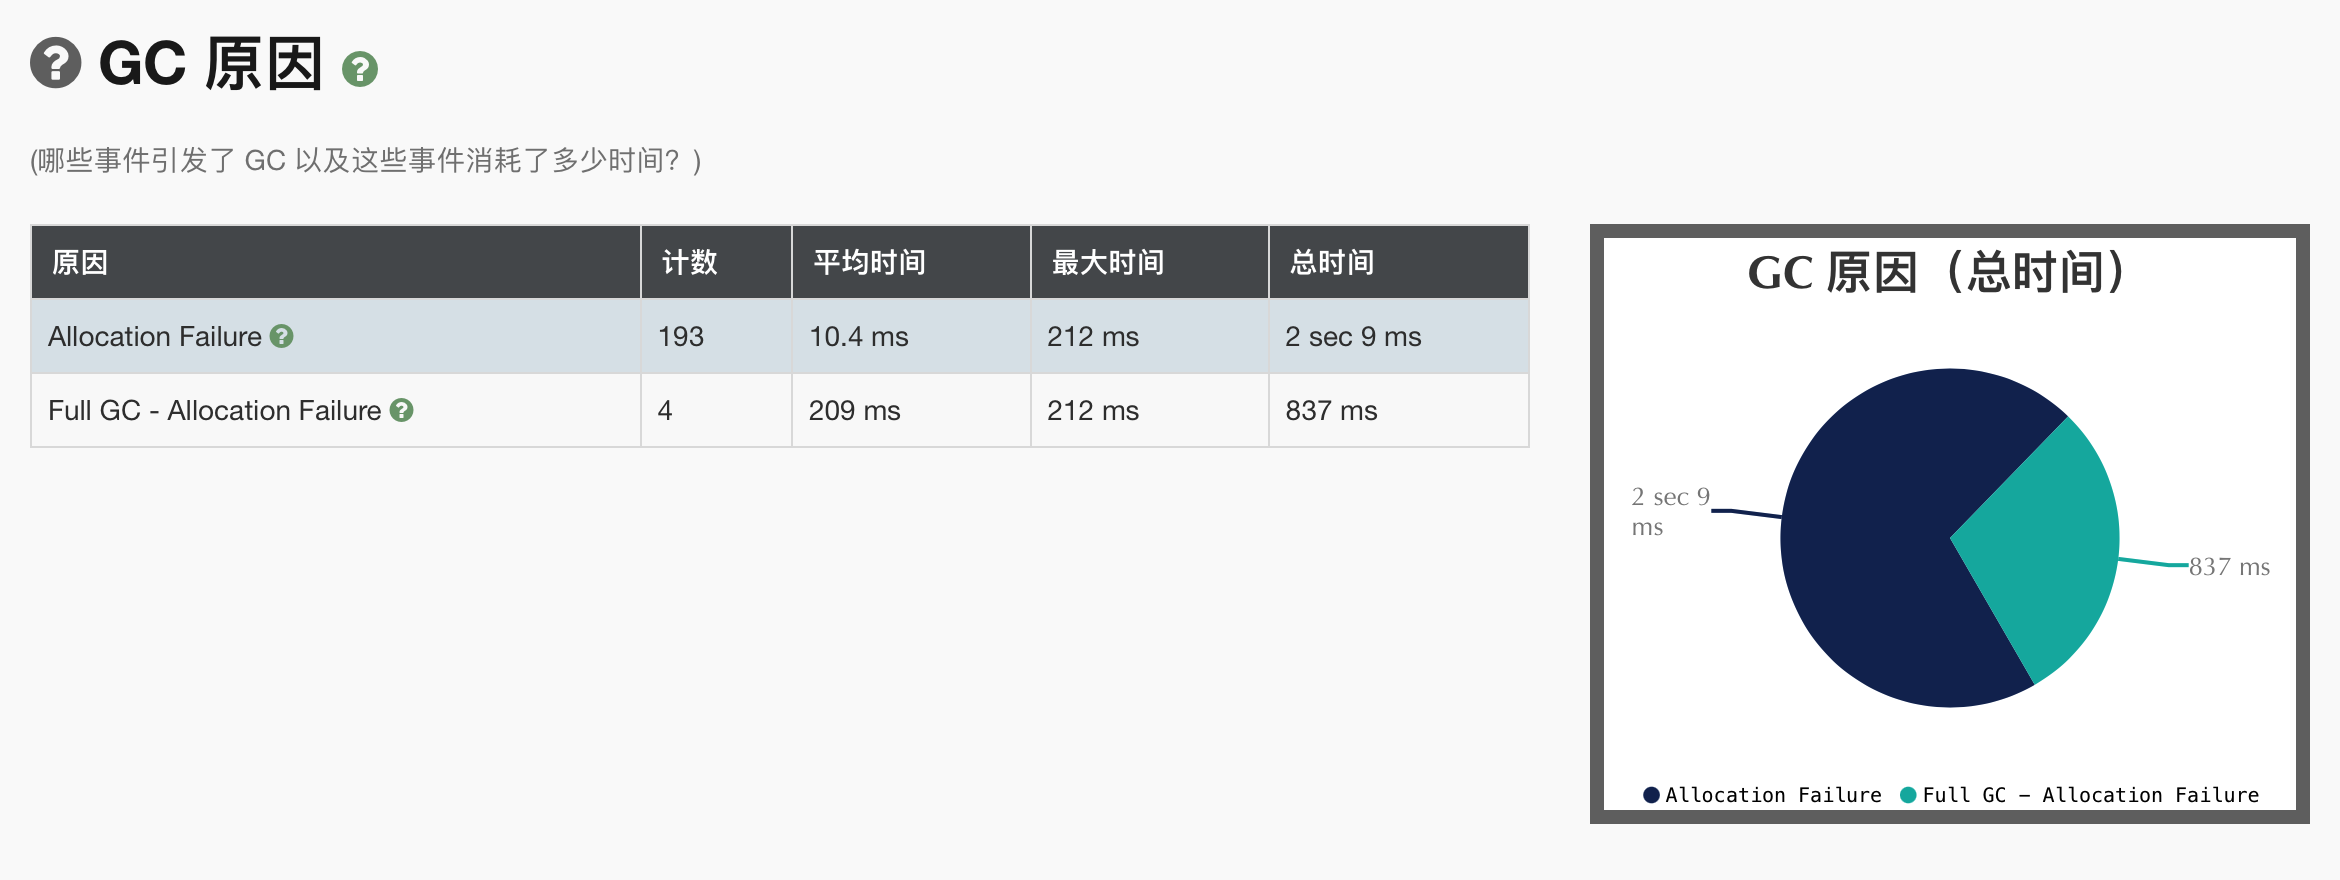 GC 原因
(哪些事件引发了 GC 以及这些事件消耗了多少时间？)
原因 计数 平均时间 最大时间 总时间
Allocation Failure 193 10.4 ms 212 ms 2 sec 9 ms
Full GC - Allocation Failure 4 209 ms 212 ms 837 ms
GC 原因（总时间）
2 sec 9
ms
837 ms
Allocation Failure Full GC – Allocation Failure